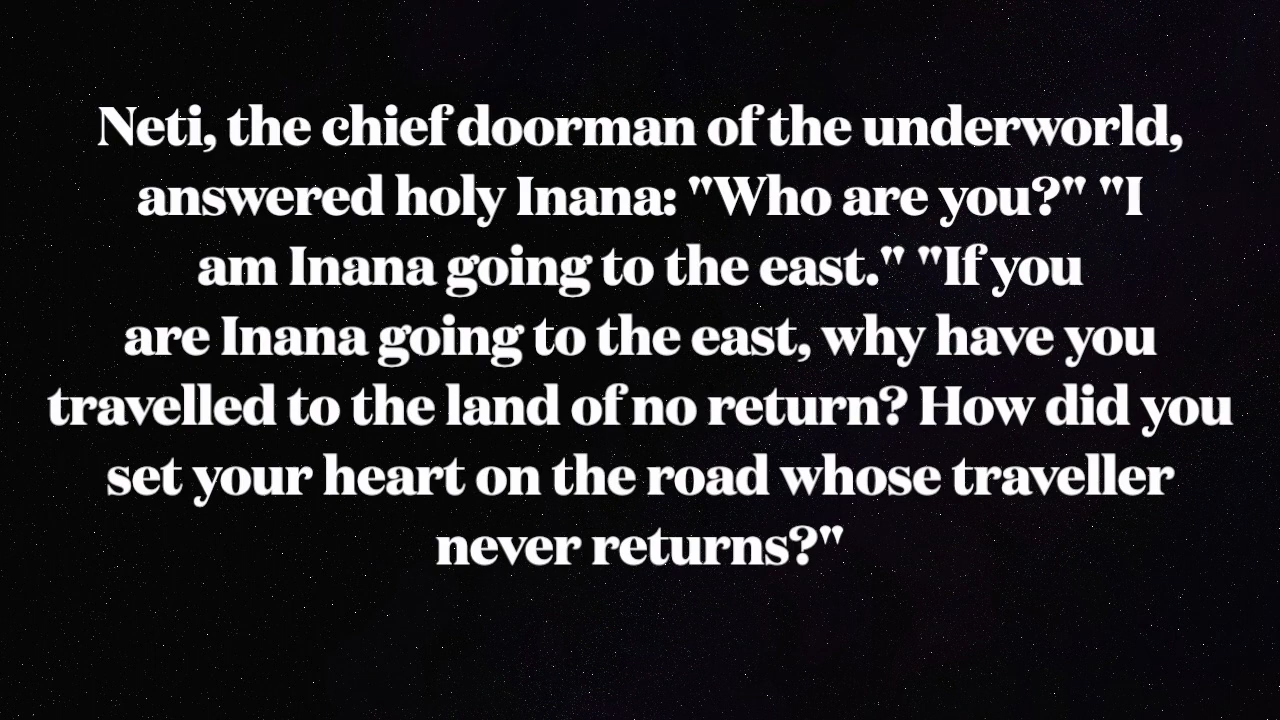 Neti, the chief doorman of the underworld,
answered holy Inana: "Who are you?" "I
am Inana going to the east." "If you
are Inana going to the east, why have you
travelled to the land of no return? How did you
set your heart on the road whose traveller
never returns?"